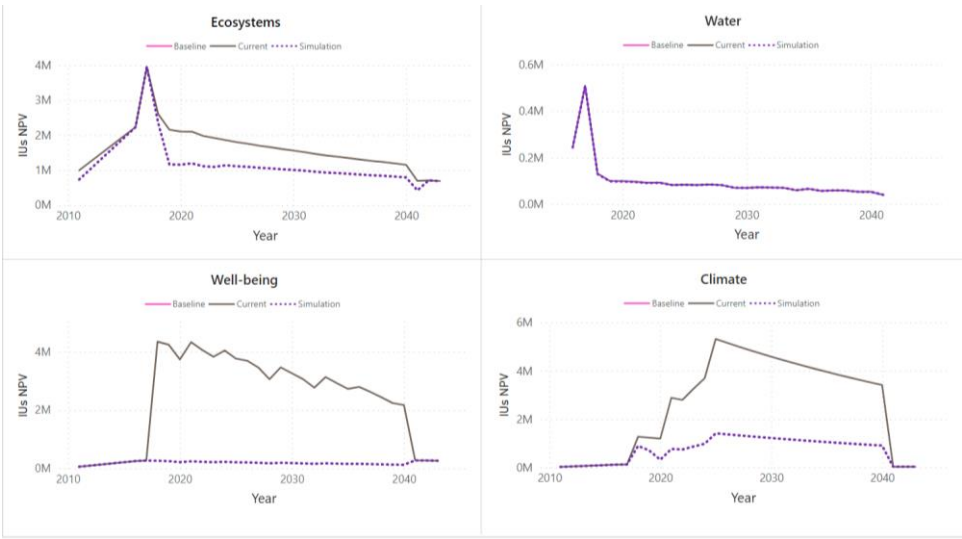 Ecosystems
Baseline Current Simulation
4M
3M
2M
1M
0M
IUs NPV
2010 2020 2030 2040
Year
Water
Baseline Current Simulation
0.6M
0.4M
0.2M
0.0M
IUs NPV
2020 2030 2040
Year
Well-being
Baseline Current Simulation
4M
2M
0M
IUs NPV
2010 2020 2030 2040
Year
Climate
Baseline Current Simulation
6M
4M
2M
0M
IUs NPV
2010 2020 2030 2040
Year